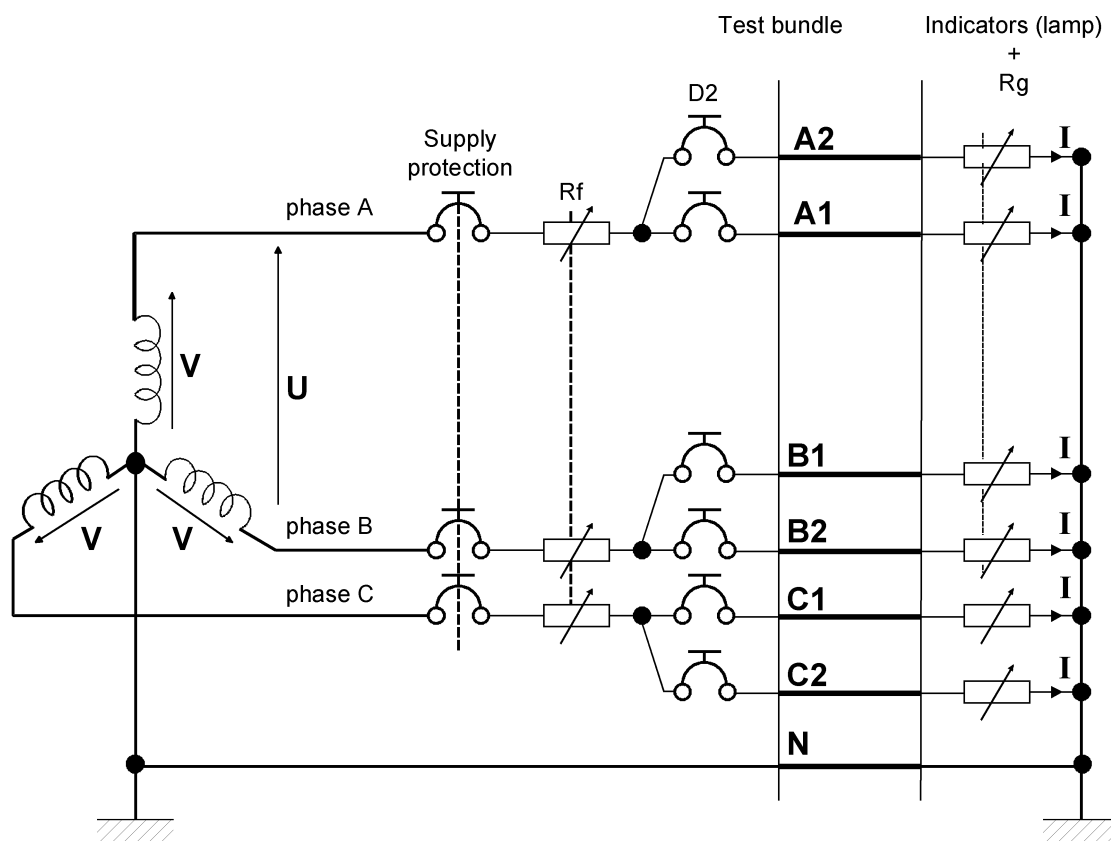 Test bundle
Indicators (lamp)
+
Rg
D2
Supply
protection
A2
I
phase A
Rf
A1
I
V
U
B1
I
V
V
phase B
B2
I
phase C
C1
I
C2
I
N